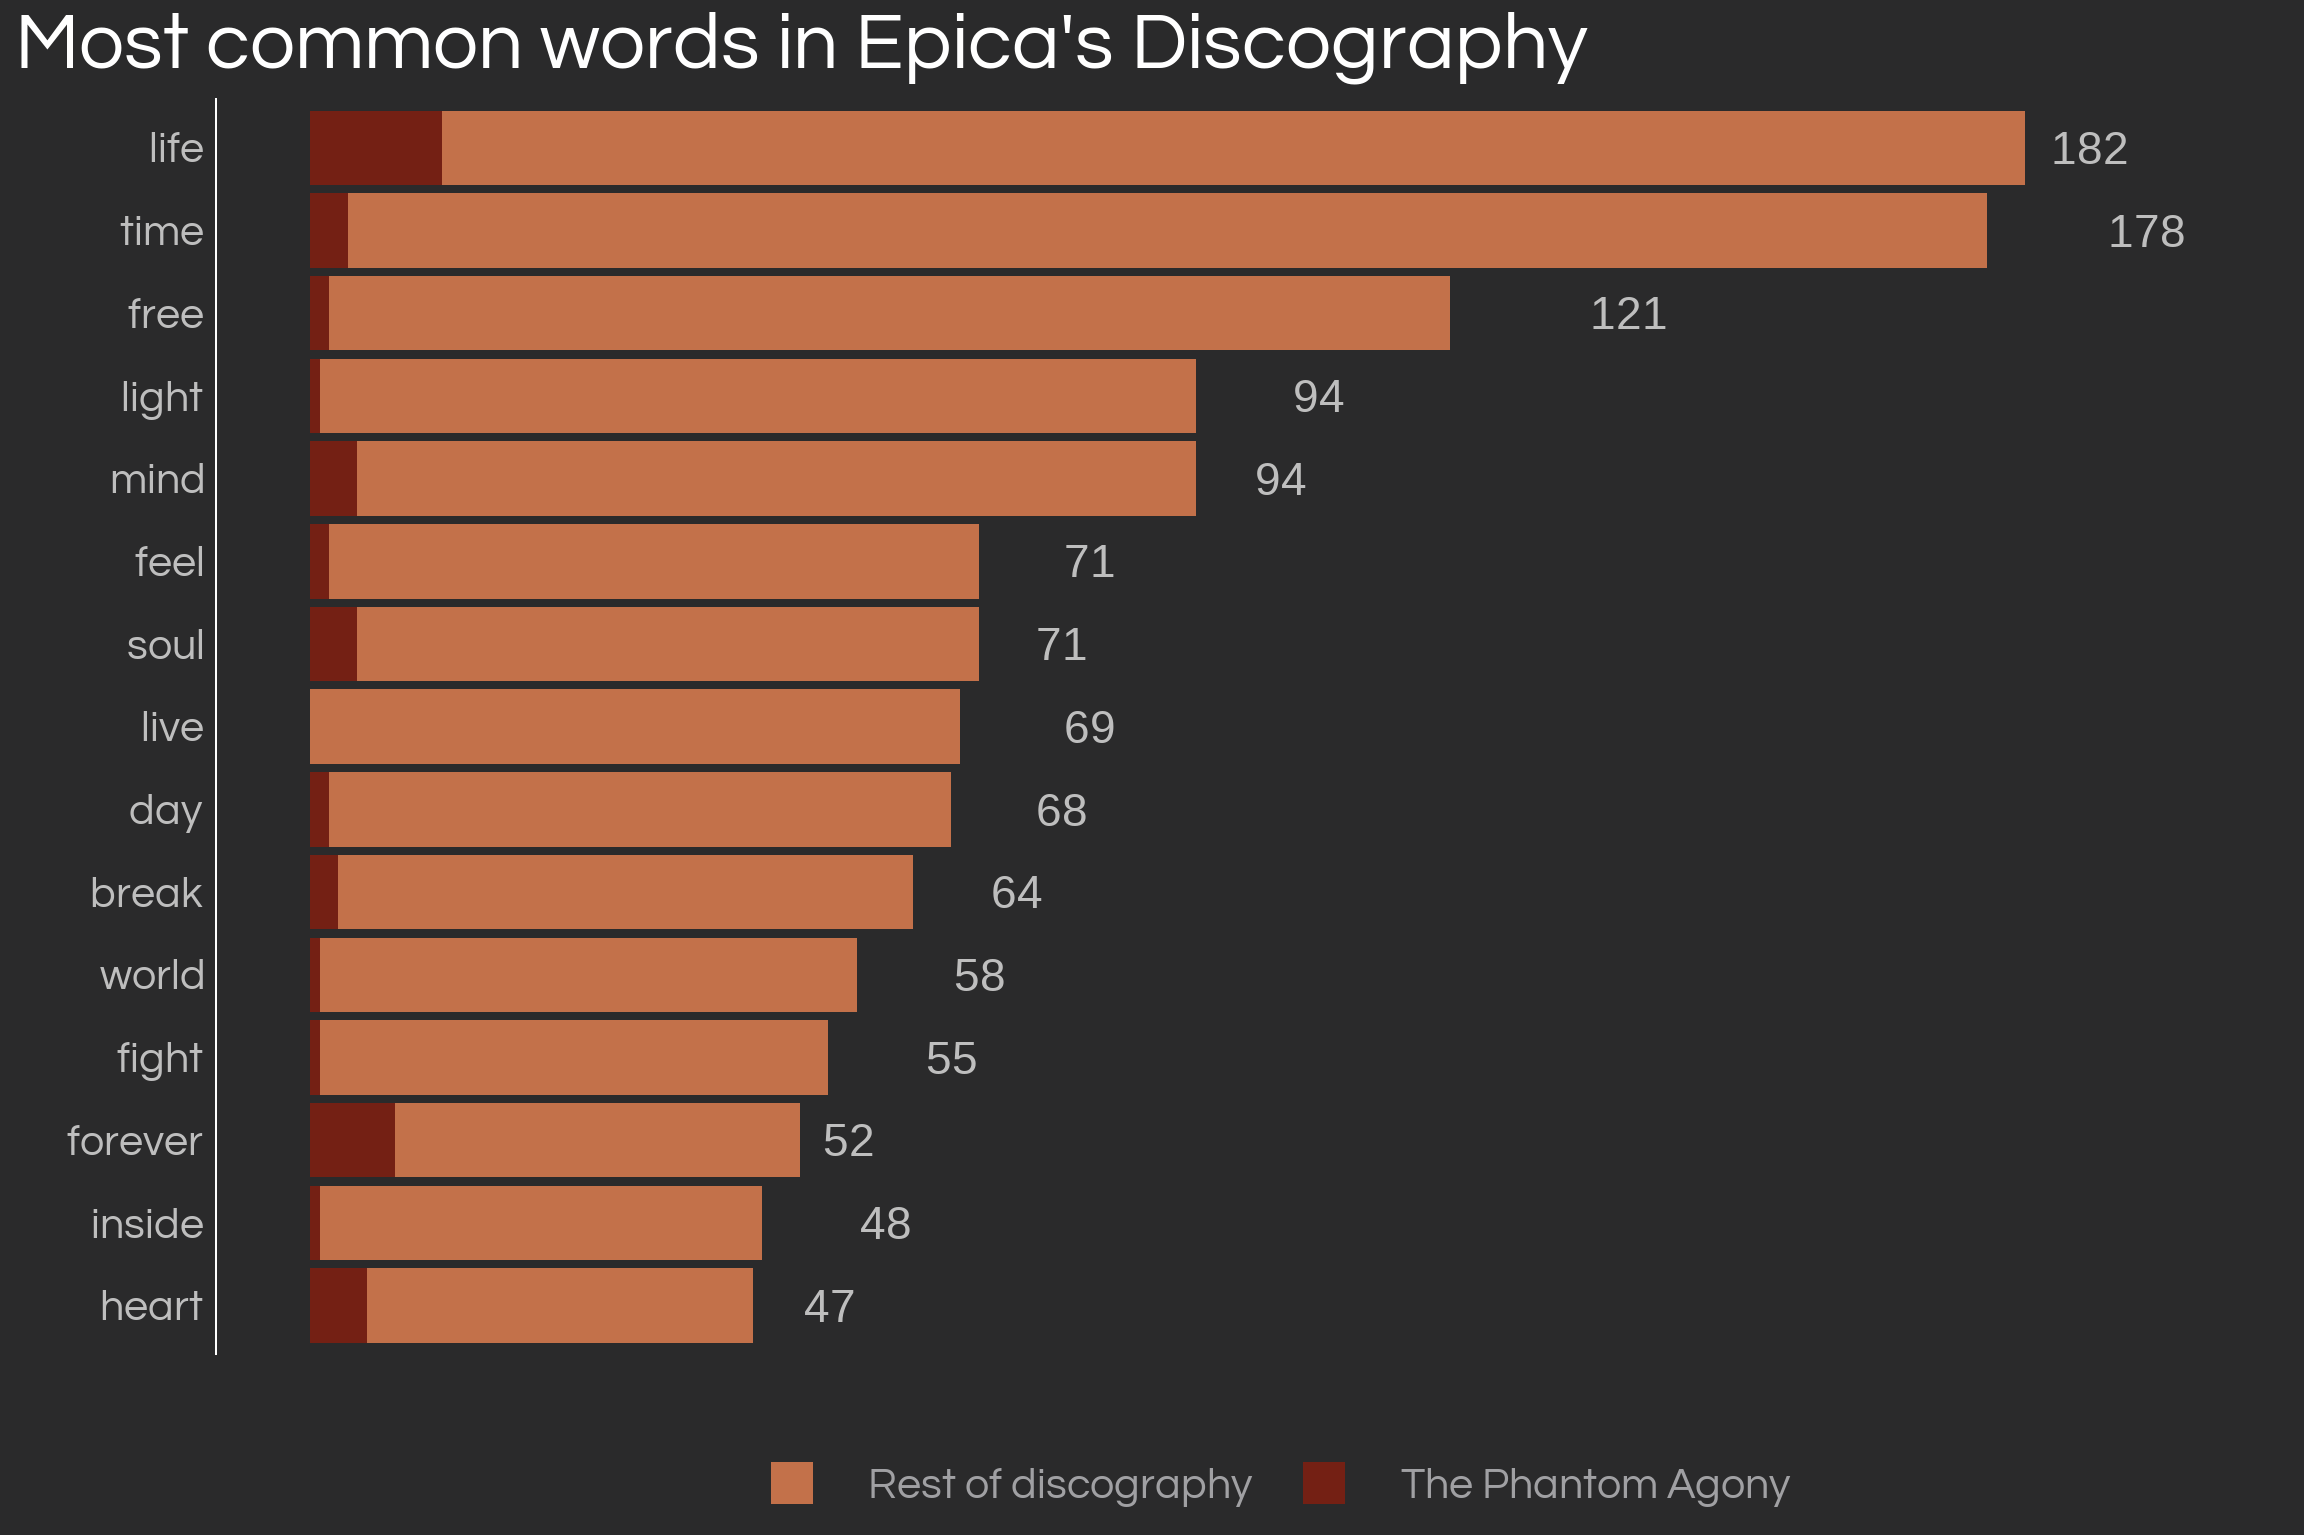 Most common words in Epica's Discography
life 182
time 178
free 121
light 94
mind 94
feel 71
soul 71
live 69
day 68
break 64
world 58
fight 55
forever 52
inside 48
heart 47
Rest of discography The Phantom Agony